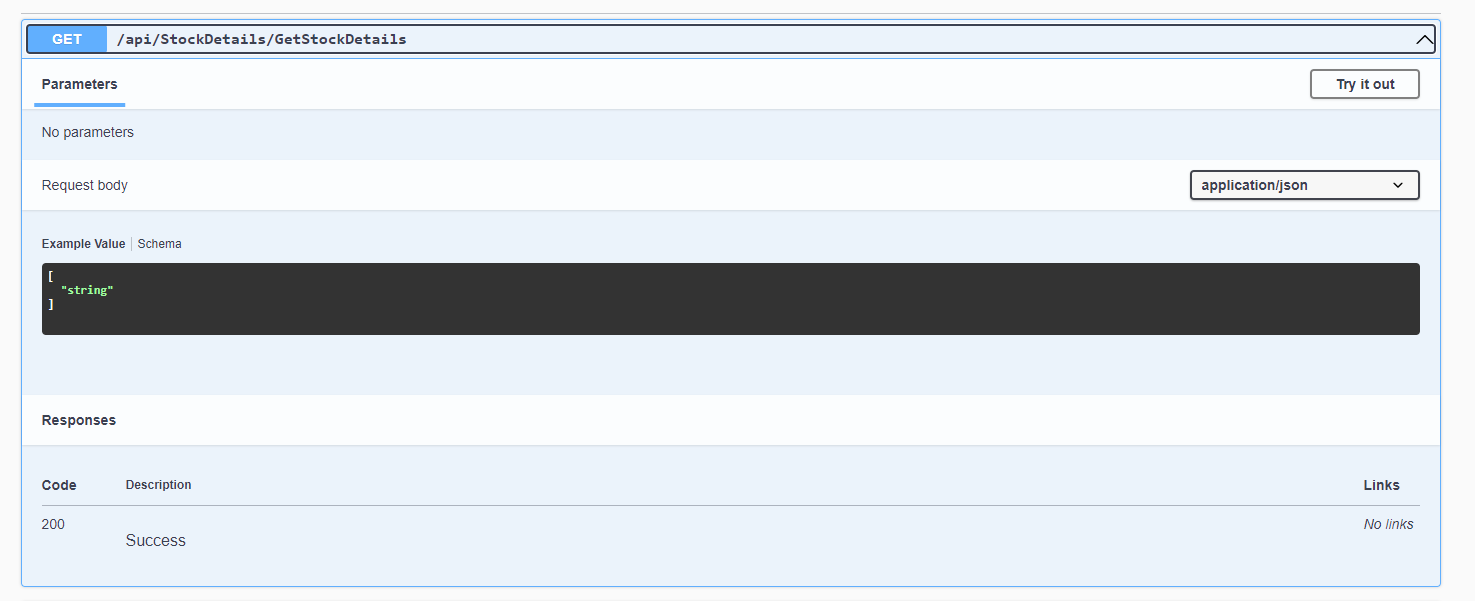 GET /api/StockDetails/GetStockDetails
Parameters Try it out
No parameters
Request body application/json
Example Value Schema
[
"string"
]
Responses
Code Description Links
200 No links
Success